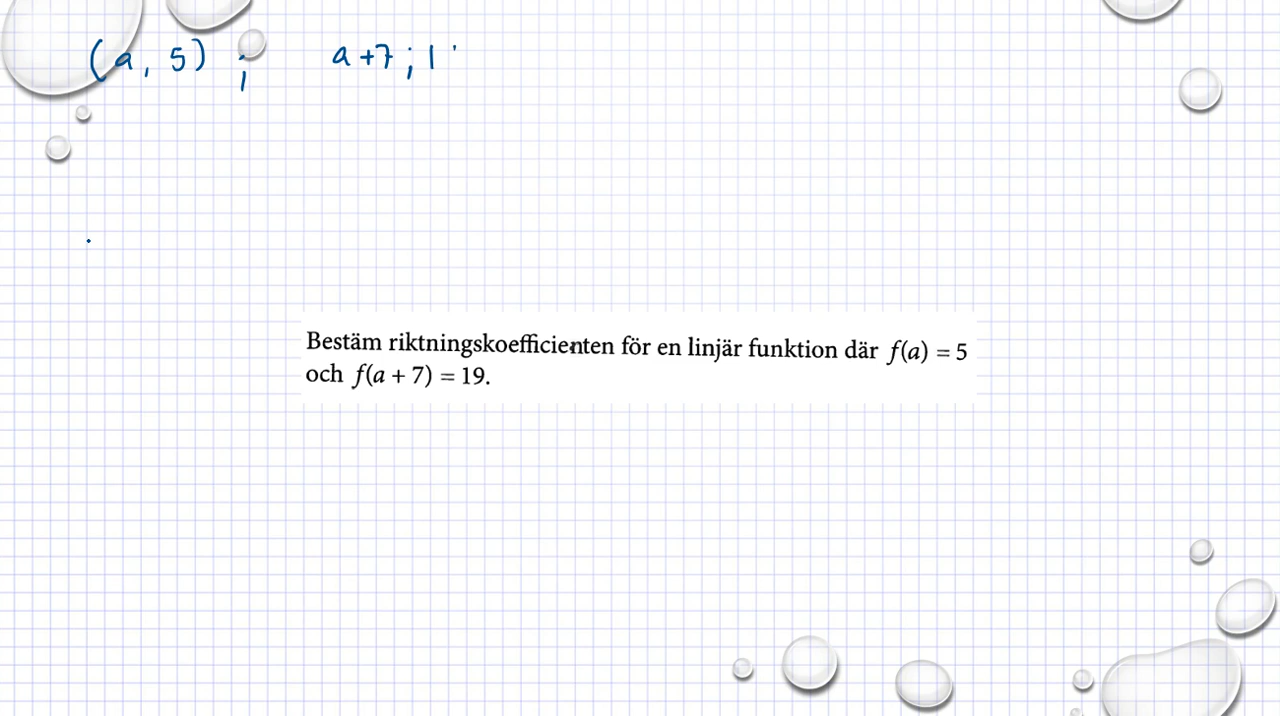 (a, 5) ; a+7 ; 1
Bestäm riktningskoefficienten för en linjär funktion där f(a) = 5
och f(a + 7) = 19.